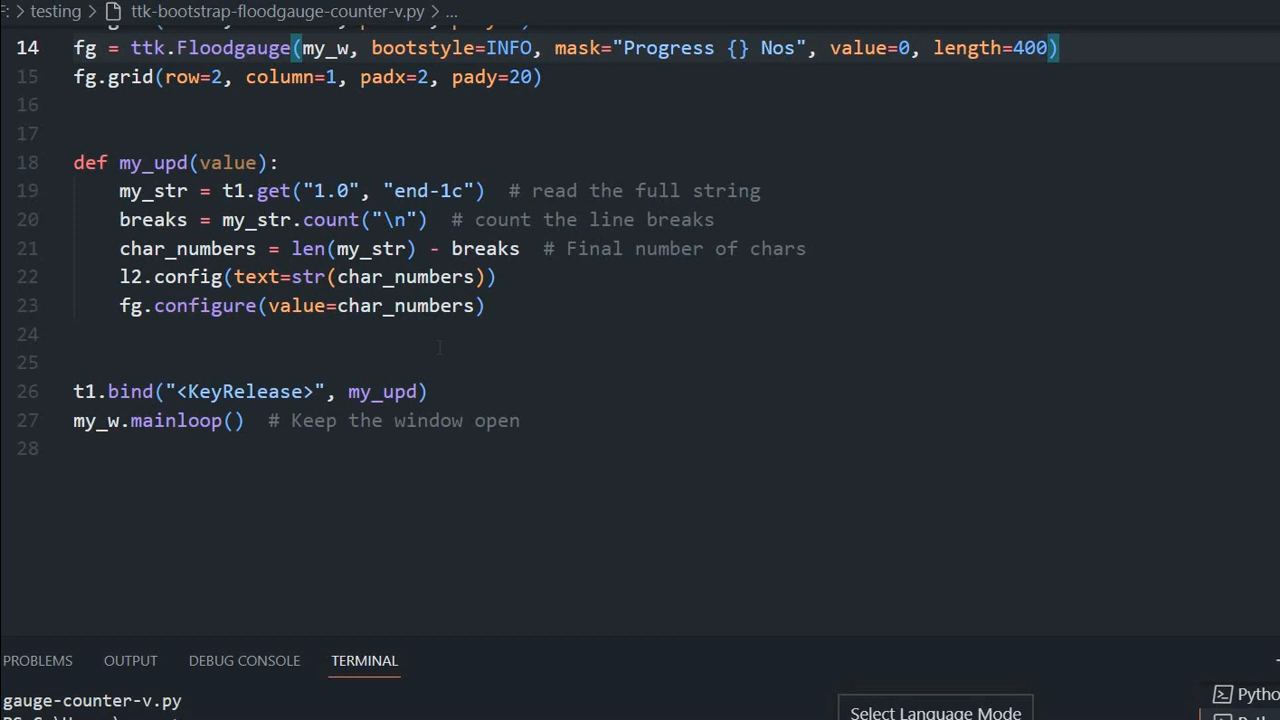 : > testing > ttk-bootstrap-floodgauge-counter-v.py > ...
14 fg = ttk.Floodgauge(my_w, bootstyle=INFO, mask="Progress {} Nos", value=0, length=400)
15 fg.grid(row=2, column=1, padx=2, pady=20)
16
17
18 def my_upd(value):
19 my_str = t1.get("1.0", "end-1c")  # read the full string
20 breaks = my_str.count("\n")  # count the line breaks
21 char_numbers = len(my_str) - breaks  # Final number of chars
22 l2.config(text=str(char_numbers))
23 fg.configure(value=char_numbers)
24
25
26 t1.bind("<KeyRelease>", my_upd)
27 my_w.mainloop()  # Keep the window open
28
PROBLEMS OUTPUT DEBUG CONSOLE TERMINAL
gauge-counter-v.py
Pytho
Select Language Mode